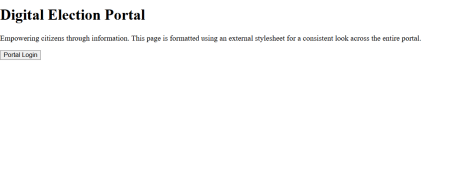 Digital Election Portal
Empowering citizens through information. This page is formatted using an external stylesheet for a consistent look across the entire portal.
Portal Login